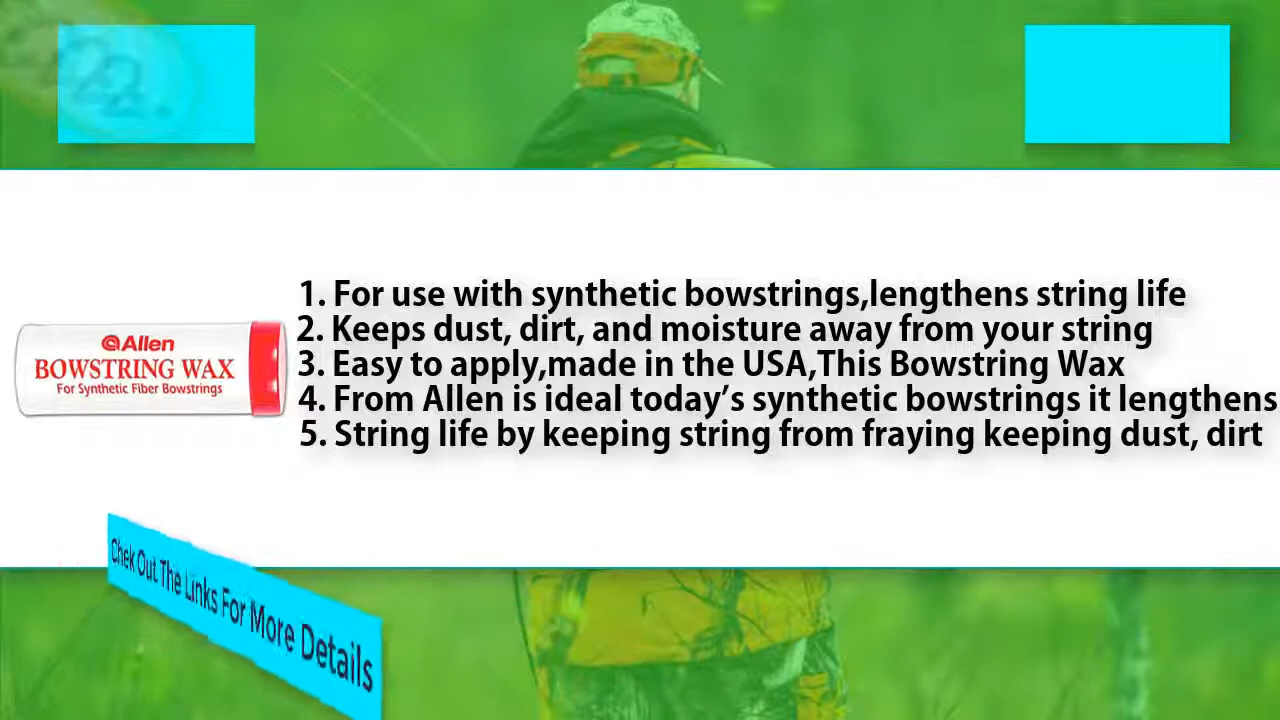 22.
1. For use with synthetic bowstrings,lengthens string life
2. Keeps dust, dirt, and moisture away from your string
3. Easy to apply,made in the USA,This Bowstring Wax
4. From Allen is ideal today's synthetic bowstrings it lengthens
5. String life by keeping string from fraying keeping dust, dirt
Allen
BOWSTRING WAX
For Synthetic Fiber Bowstrings
Chek Out The Links For More Details